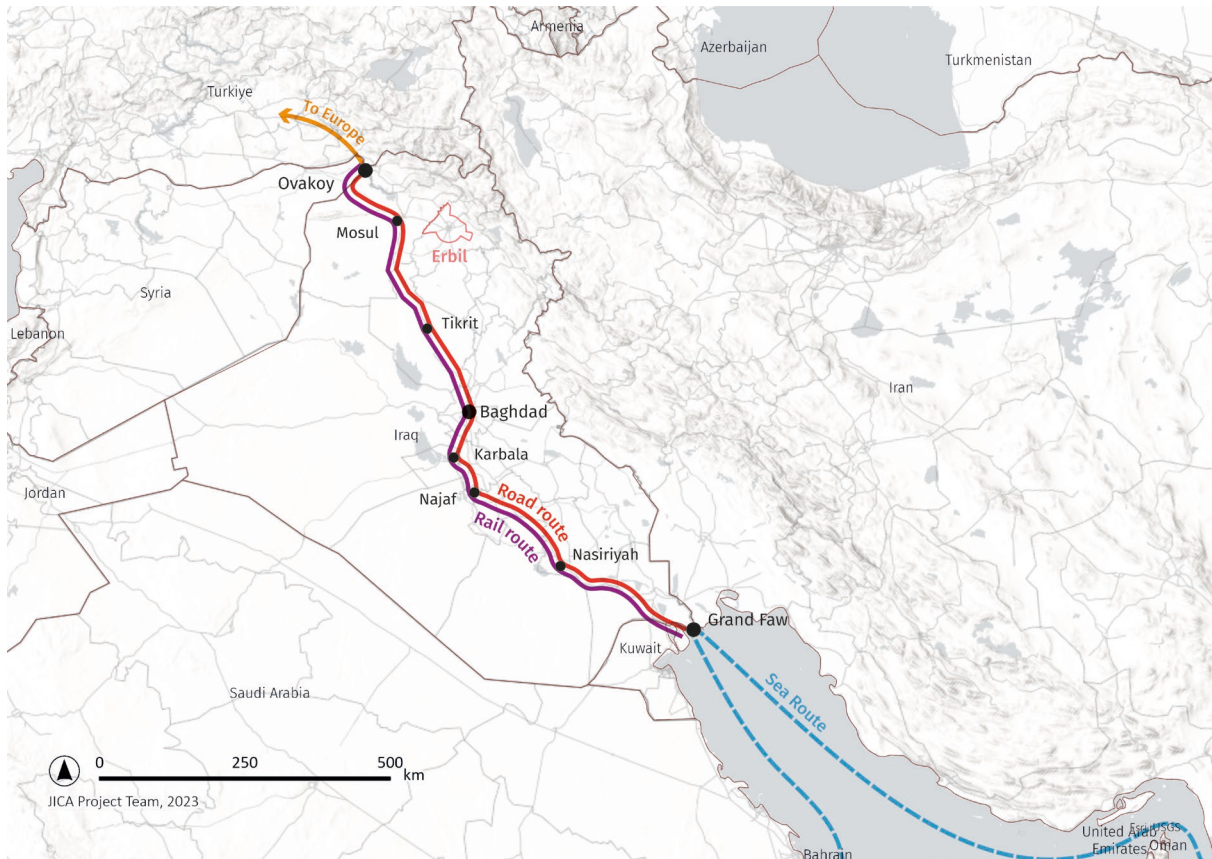 Armenia
Azerbaijan
Turkmenistan
Turkiye
To Europe
Ovakoy
Mosul
Erbil
Syria
Lebanon
Tikrit
Iran
Baghdad
Iraq
Karbala
Jordan
Najaf
Road route
Rail route
Nasiriyah
Grand Faw
Kuwait
Saudi Arabia
Sea Route
0 250 500
km
JICA Project Team, 2023
Esri, USGS
United Arab
Emirates
Oman
Bahrain